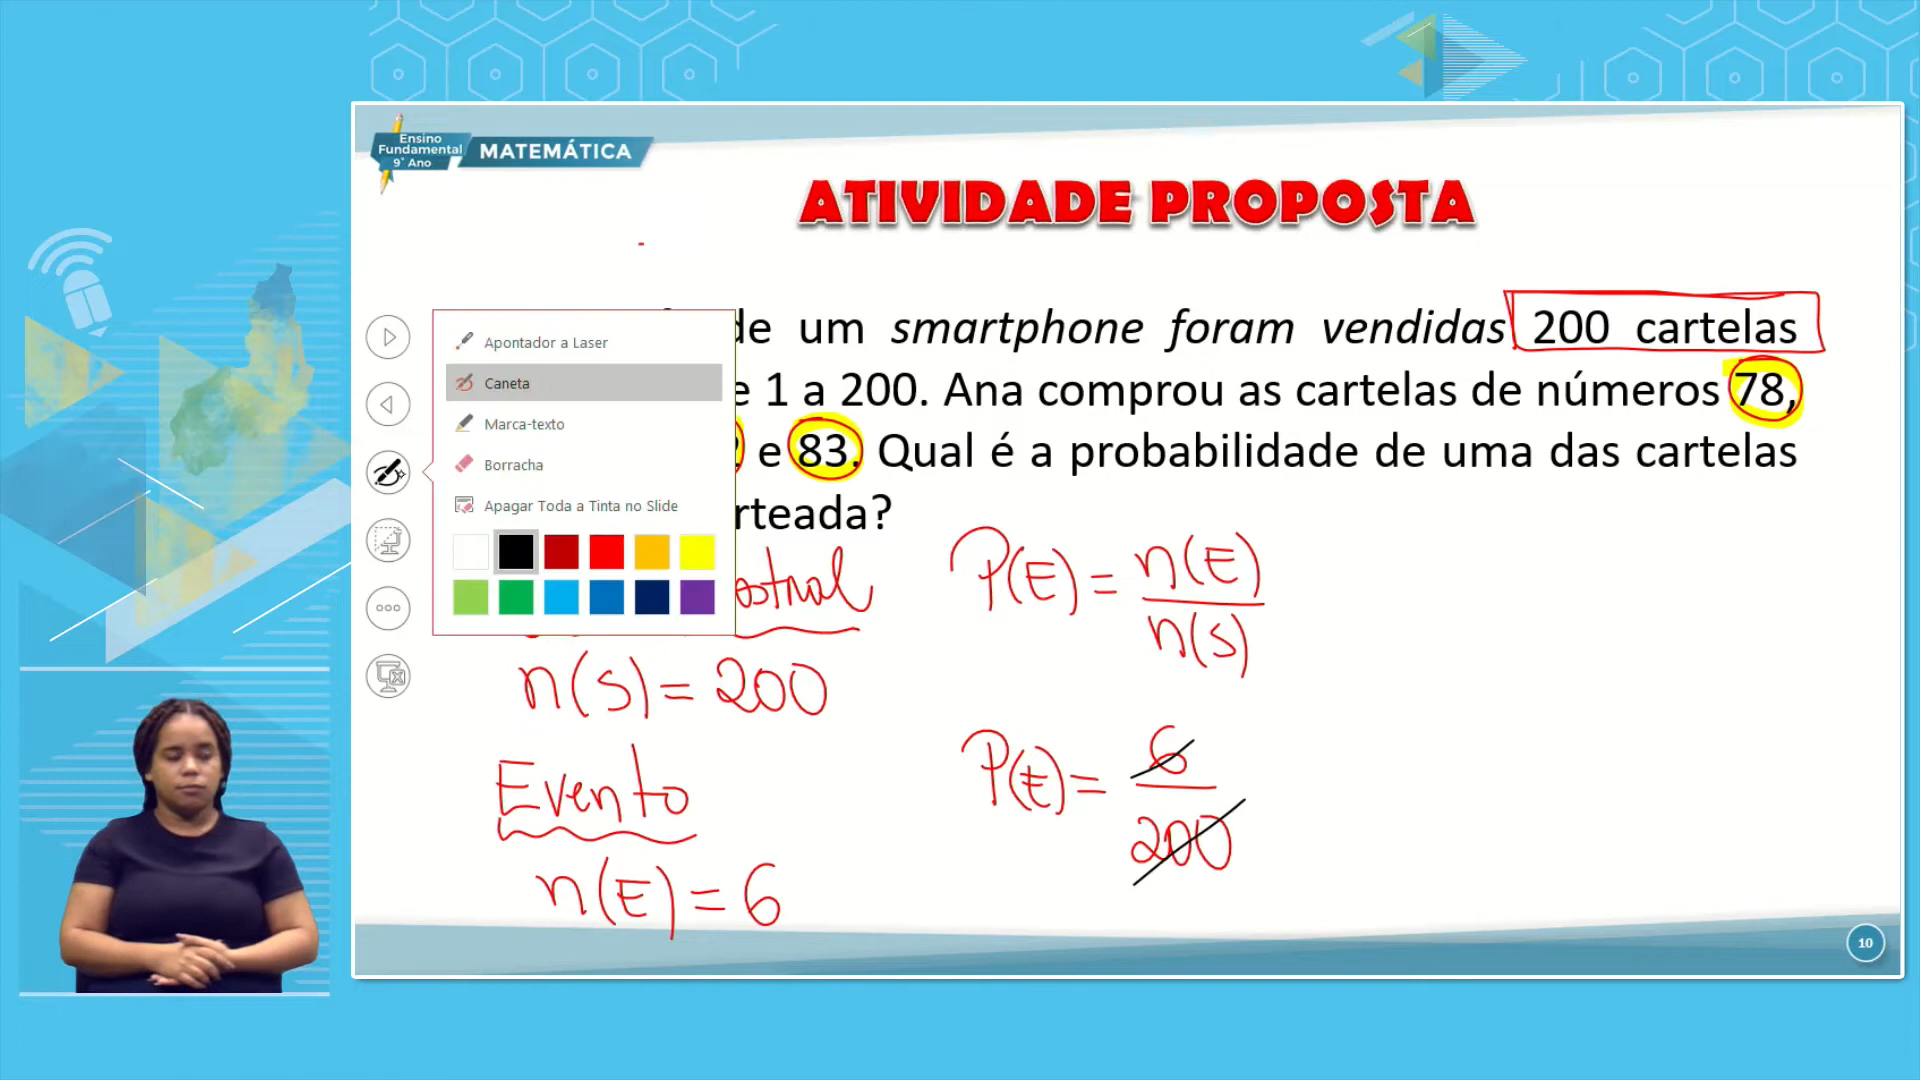 Ensino
Fundamental
9° Ano
MATEMÁTICA
ATIVIDADE PROPOSTA
de um smartphone foram vendidas 200 cartelas
e 1 a 200. Ana comprou as cartelas de números 78,
e 83. Qual é a probabilidade de uma das cartelas
rteada?
Apontador a Laser
Caneta
Marca-texto
Borracha
Apagar Toda a Tinta no Slide
ostral
n(S) = 200
Evento
n(E) = 6
P(E) = n(E)
n(S)
P(E) = 6
200
10